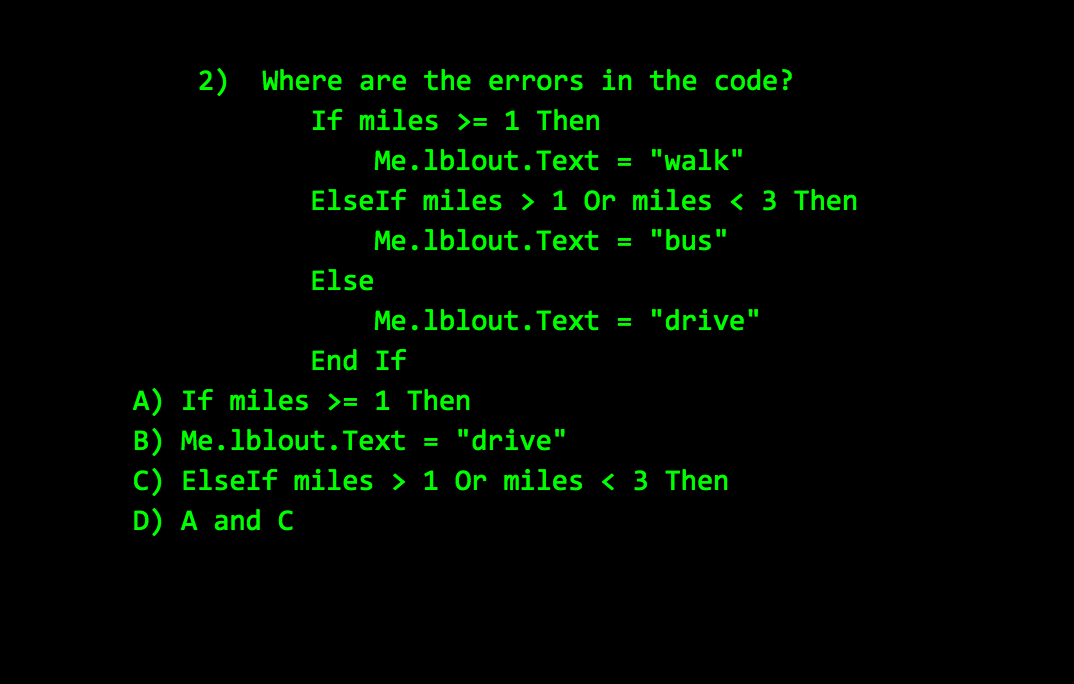 2)  Where are the errors in the code?
If miles >= 1 Then
Me.lblout.Text = "walk"
ElseIf miles > 1 Or miles < 3 Then
Me.lblout.Text = "bus"
Else
Me.lblout.Text = "drive"
End If
A) If miles >= 1 Then
B) Me.lblout.Text = "drive"
C) ElseIf miles > 1 Or miles < 3 Then
D) A and C